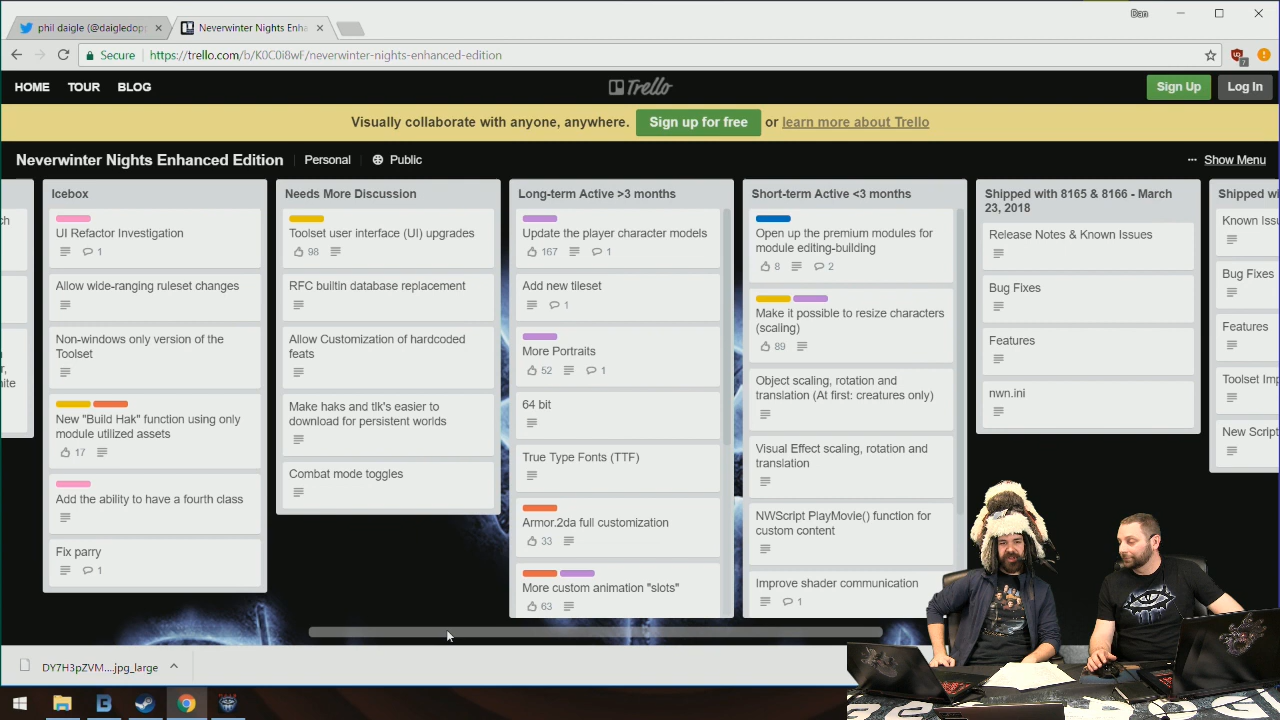 Dan
phil daigle (@daigledop
Neverwinter Nights Enha
Secure
https://trello.com/b/K0C0i8wF/neverwinter-nights-enhanced-edition
7
HOME
TOUR
BLOG
Trello
Sign Up
Log In
Visually collaborate with anyone, anywhere. Sign up for free or learn more about Trello
Neverwinter Nights Enhanced Edition
Personal
Public
Show Menu
Icebox
UI Refactor Investigation
1
Allow wide-ranging ruleset changes
Non-windows only version of the
Toolset
New "Build Hak" function using only
module utilized assets
17
Add the ability to have a fourth class
Fix parry
1
Needs More Discussion
Toolset user interface (UI) upgrades
98
RFC builtin database replacement
Allow Customization of hardcoded
feats
Make haks and tlk's easier to
download for persistent worlds
Combat mode toggles
Long-term Active >3 months
Update the player character models
167 1
Add new tileset
1
More Portraits
52 1
64 bit
True Type Fonts (TTF)
Armor.2da full customization
33
More custom animation "slots"
63
Short-term Active <3 months
Open up the premium modules for
module editing-building
8 2
Make it possible to resize characters
(scaling)
89
Object scaling, rotation and
translation (At first: creatures only)
Visual Effect scaling, rotation and
translation
NWScript PlayMovie() function for
custom content
Improve shader communication
1
Shipped with 8165 & 8166 - March
23, 2018
Release Notes & Known Issues
Bug Fixes
Features
nwn.ini
Shipped wi
Known Issu
Bug Fixes
Features
Toolset Imp
New Script
DY7H3pZVM....jpg_large